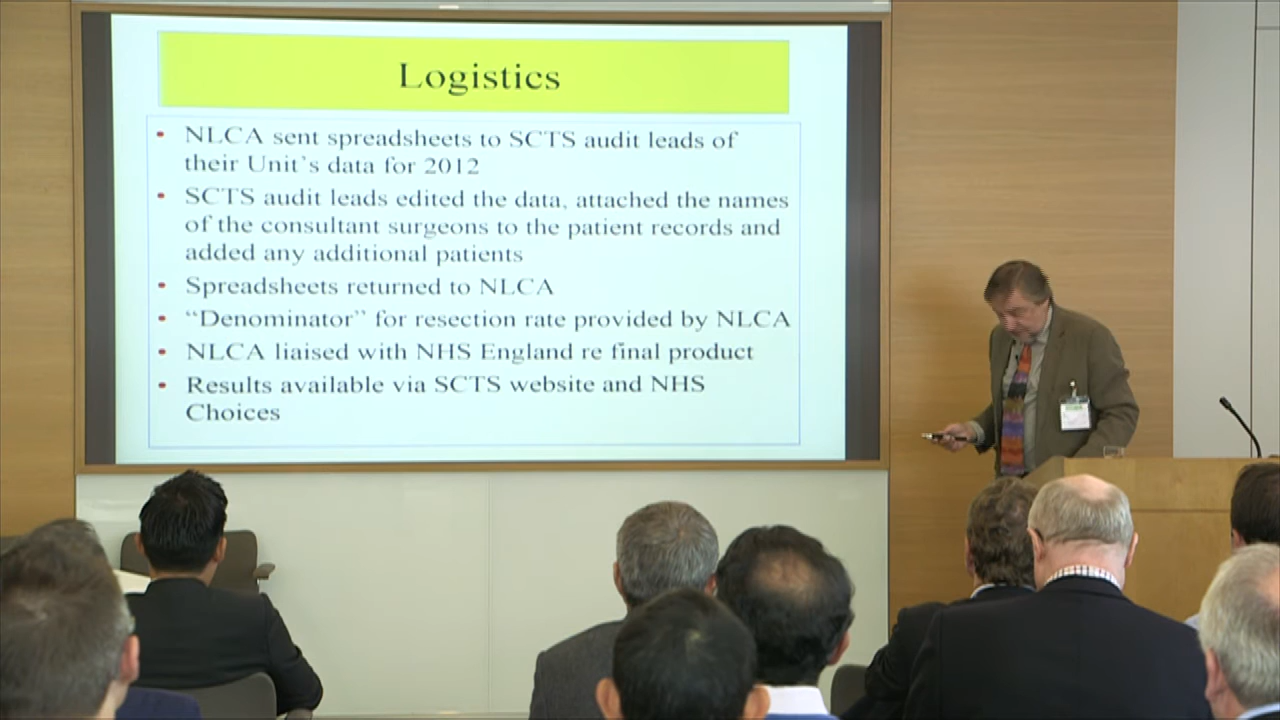 Logistics
• NLCA sent spreadsheets to SCTS audit leads of
their Unit's data for 2012
• SCTS audit leads edited the data, attached the names
of the consultant surgeons to the patient records and
added any additional patients
• Spreadsheets returned to NLCA
• “Denominator” for resection rate provided by NLCA
• NLCA liaised with NHS England re final product
• Results available via SCTS website and NHS
Choices